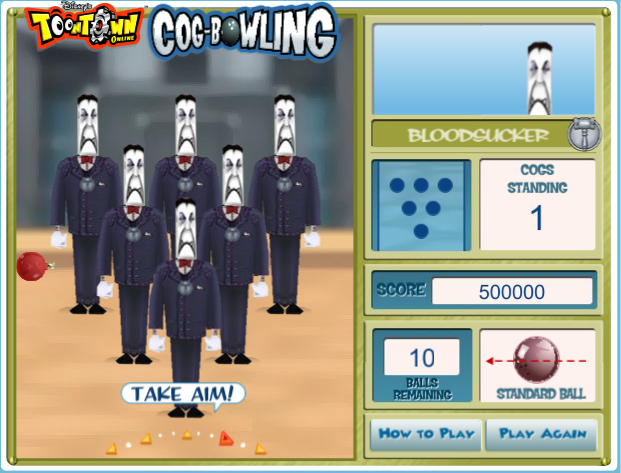 Disney's
TOONTOWN
ONLINE
COG-BOWLING
BLOODSUCKER
COGS
STANDING
1
SCORE 500000
10
BALLS
REMAINING
STANDARD BALL
TAKE AIM!
HOW TO PLAY
PLAY AGAIN